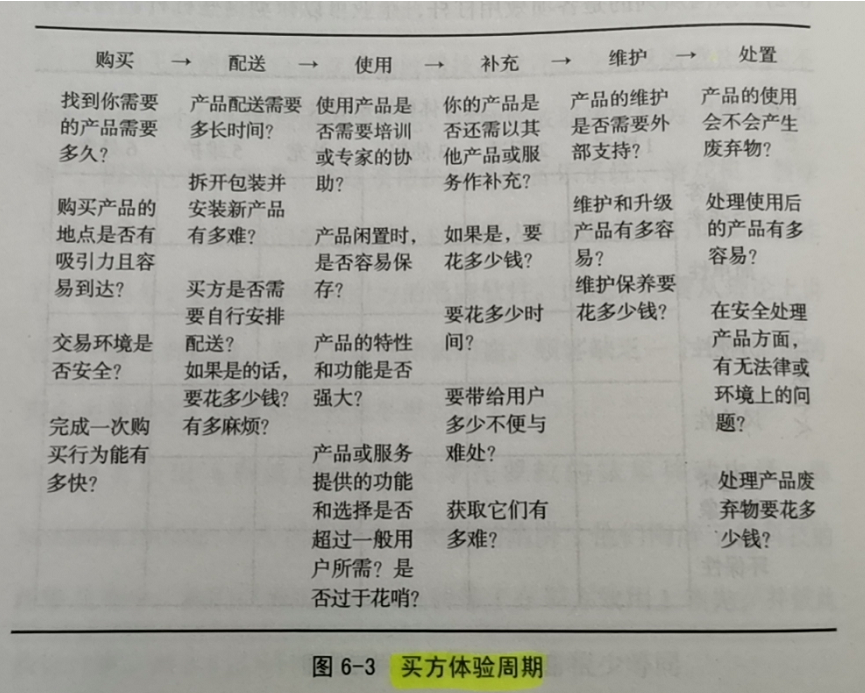 购买 → 配送 → 使用 → 补充 → 维护 → 处置
找到你需要
的产品需要
多久？
购买产品的
地点是否有
吸引力且容
易到达？
交易环境是
否安全？
完成一次购
买行为能有
多快？
产品配送需要
多长时间？
拆开包装并
安装新产品
有多难？
买方是否需
要自行安排
配送？
如果是的话，
要花多少钱？
有多麻烦？
使用产品是
否需要培训
或专家的协
助？
产品闲置时，
是否容易保
存？
产品的特性
和功能是否
强大？
产品或服务
提供的功能
和选择是否
超过一般用
户所需？是
否过于花哨？
你的产品是
否还需以其
他产品或服
务作补充？
如果是，要
花多少钱？
要花多少时
间？
要带给用户
多少不便与
难处？
获取它们有
多难？
产品的维护
是否需要外
部支持？
维护和升级
产品有多容
易？
维护保养要
花多少钱？
产品的使用
会不会产生
废弃物？
处理使用后
的产品有多
容易？
在安全处理
产品方面，
有无法律或
环境上的问
题？
处理产品废
弃物要花多
少钱？
图 6-3 买方体验周期